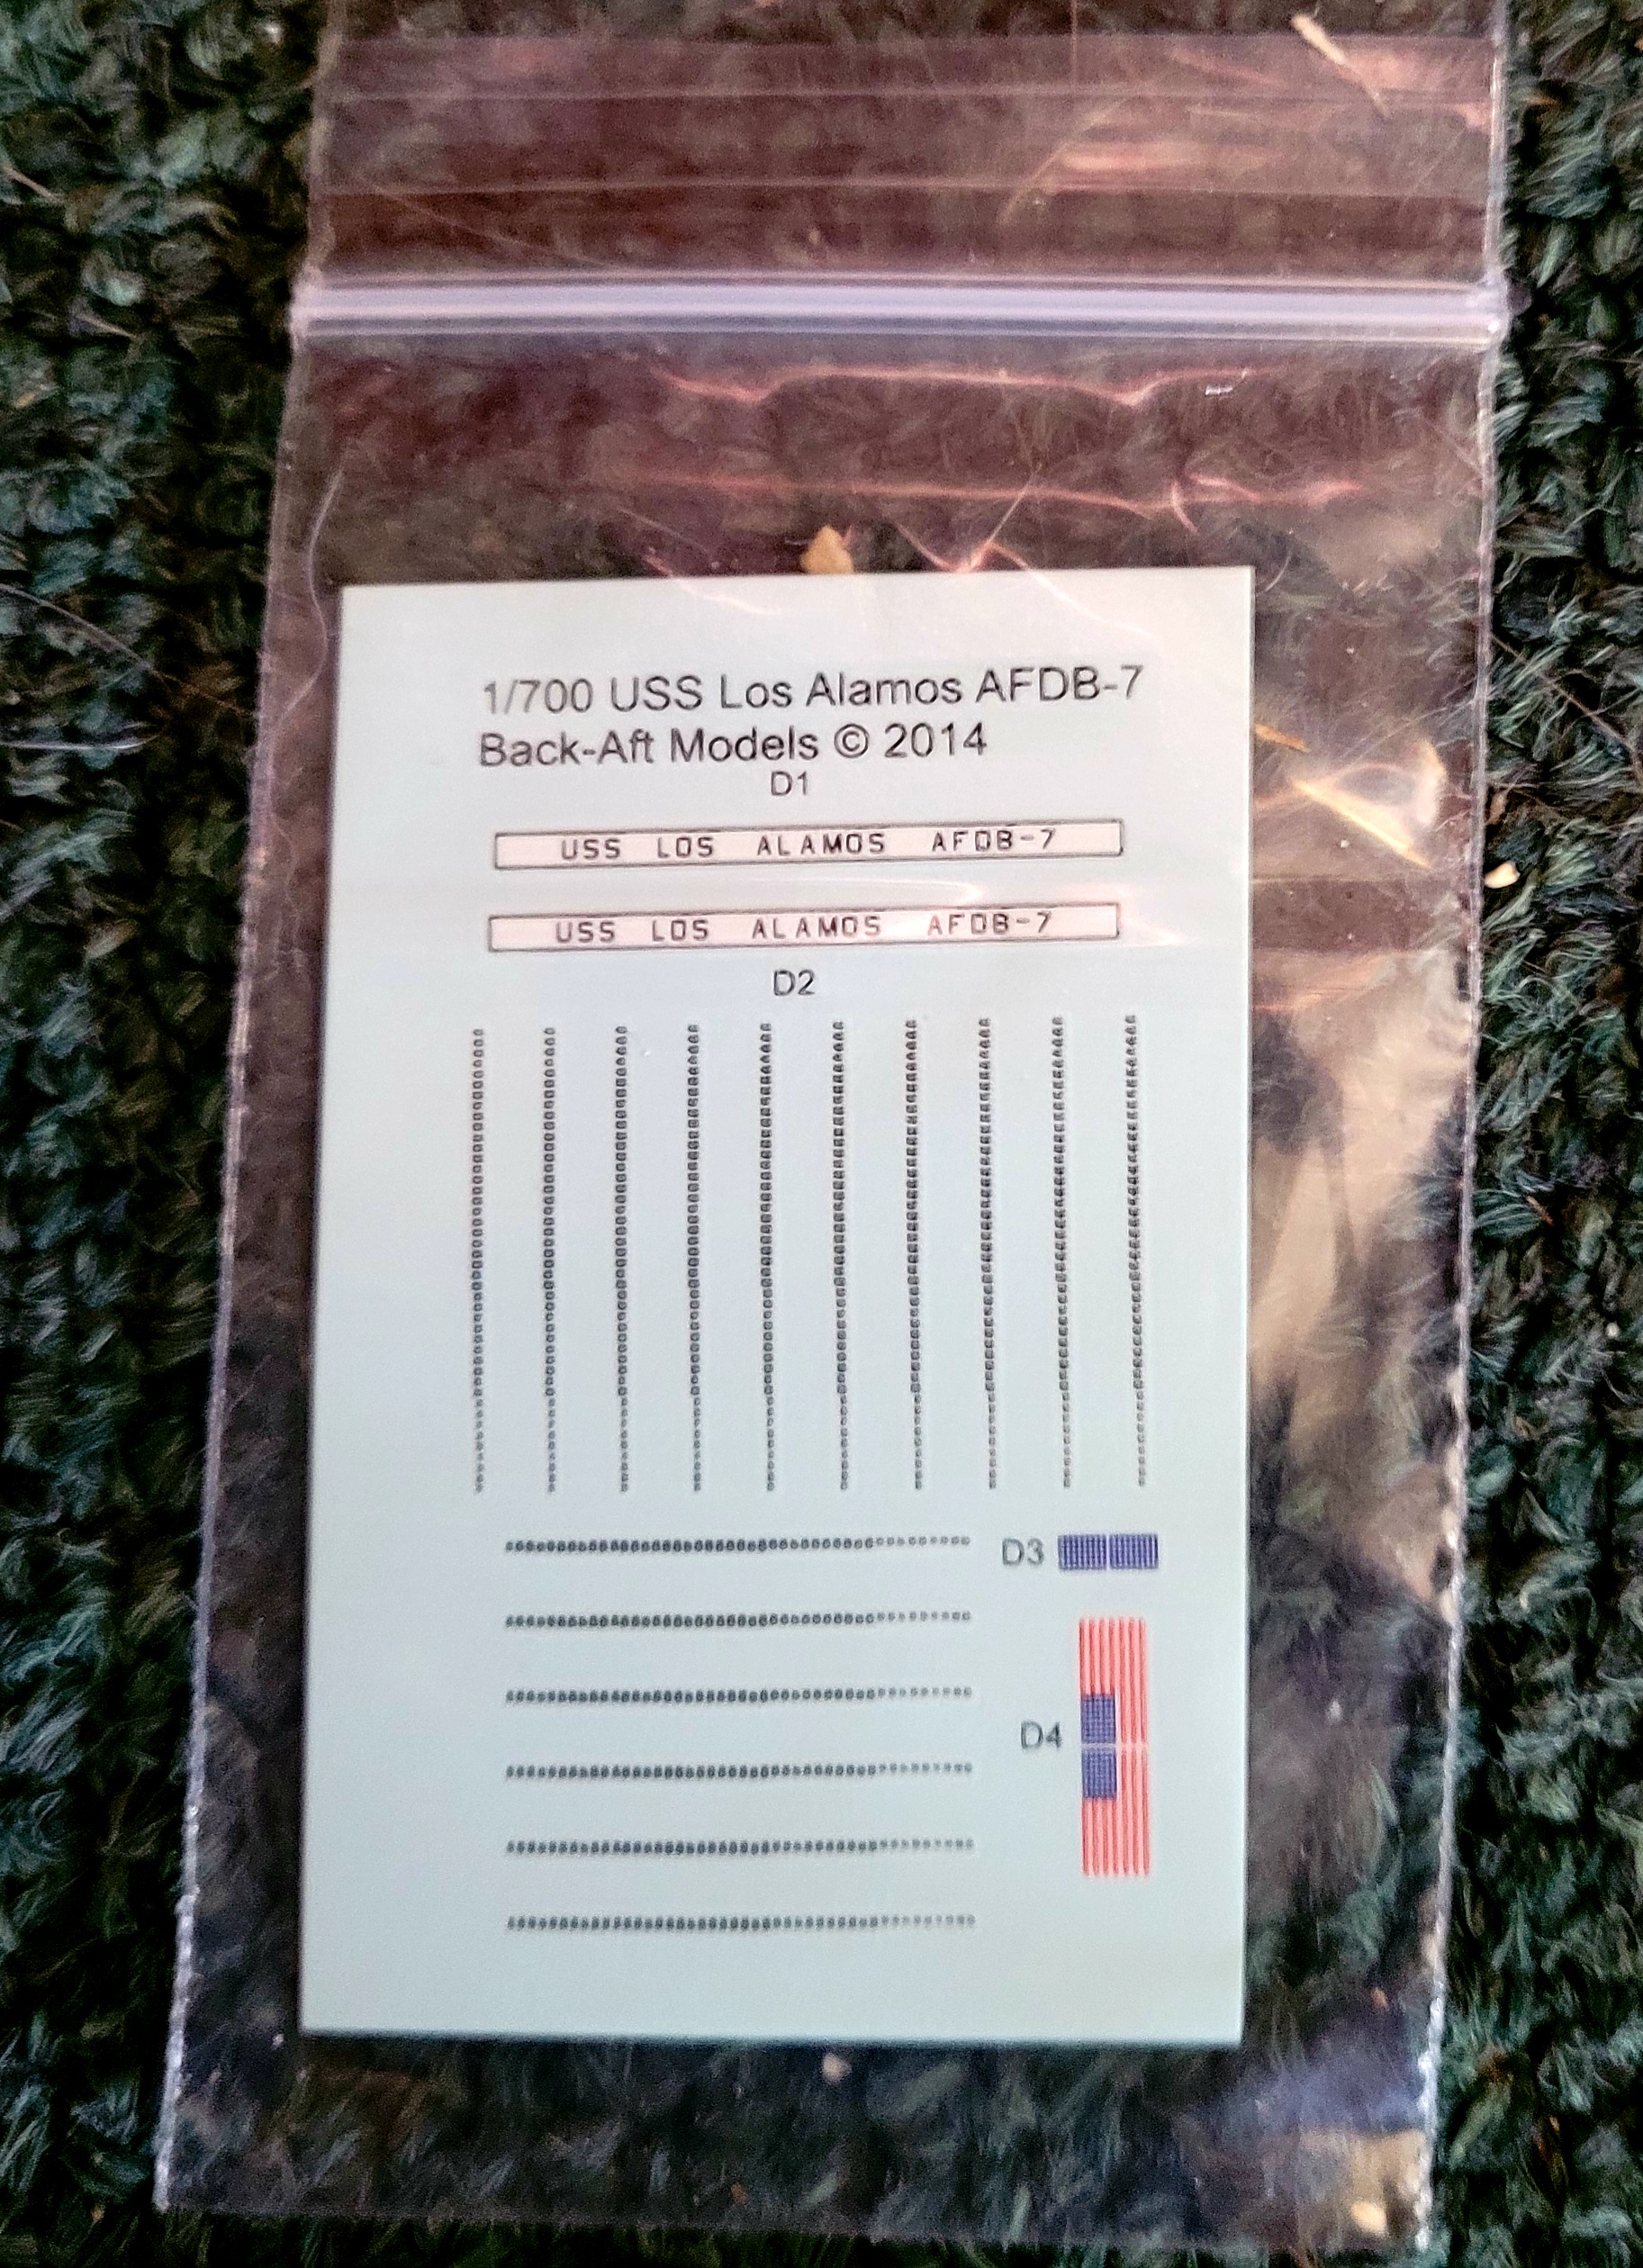 1/700 USS Los Alamos AFDB-7
Back-Aft Models © 2014
D1
USS LOS ALAMOS AFDB-7
USS LOS ALAMOS AFDB-7
D2
D3
D4